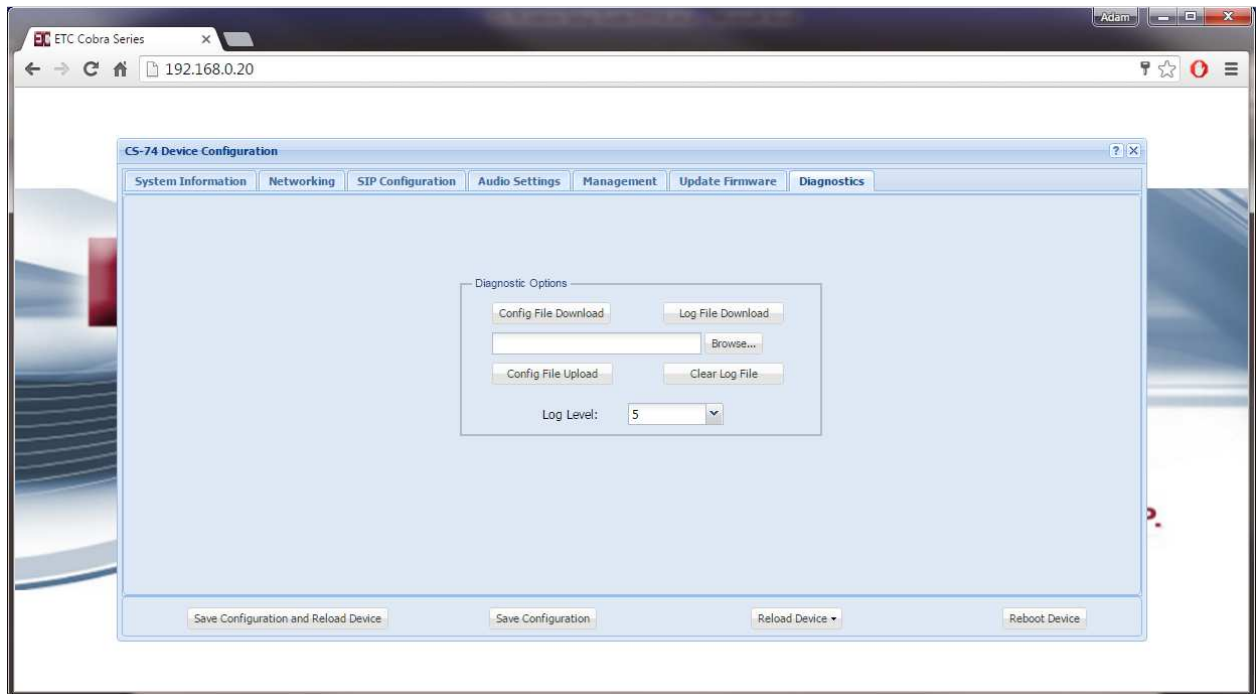 Adam
ETC Cobra Series
192.168.0.20
CS-74 Device Configuration
System Information Networking SIP Configuration Audio Settings Management Update Firmware Diagnostics
Diagnostic Options
Config File Download Log File Download
Browse...
Config File Upload Clear Log File
Log Level: 5
P.
Save Configuration and Reload Device Save Configuration Reload Device Reboot Device